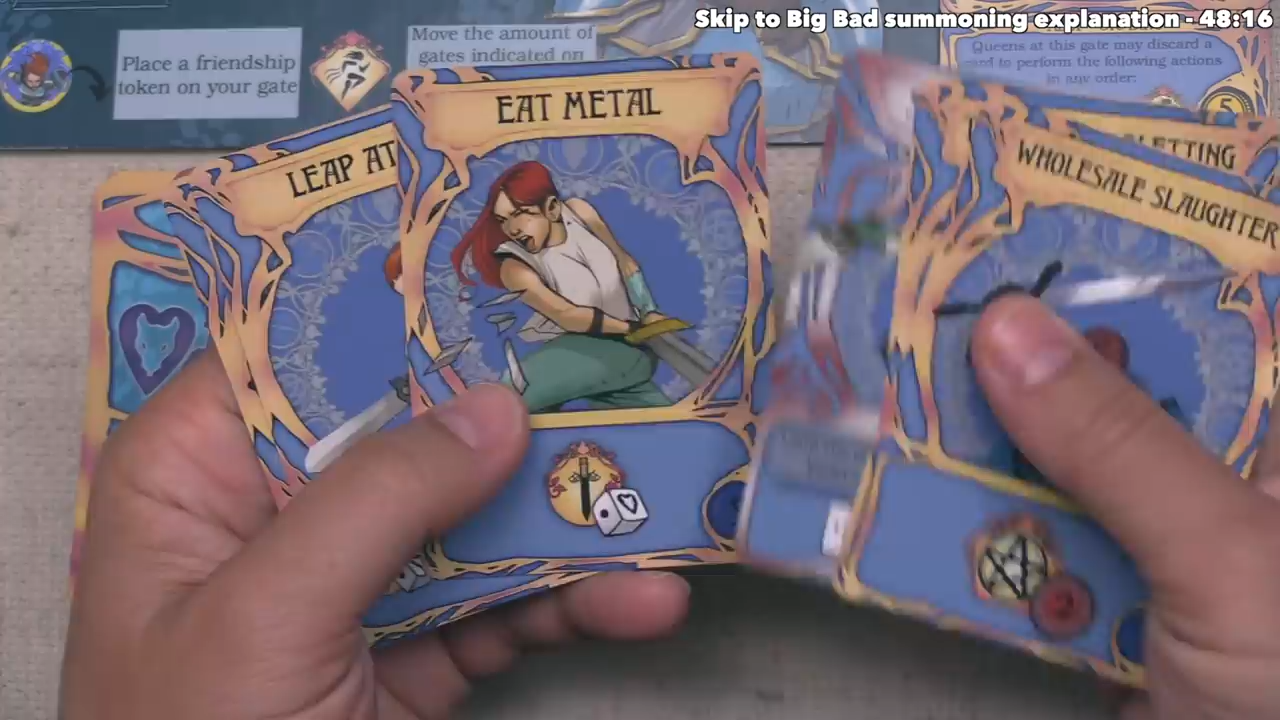 Skip to Big Bad summoning explanation - 48:16
Place a friendship
token on your gate
Move the amount of
gates indicated on
Queens at this gate may discard a
card to perform the following actions
in any order:
5
EAT METAL
LEAP AT
LETTING
WHOLESALE SLAUGHTER